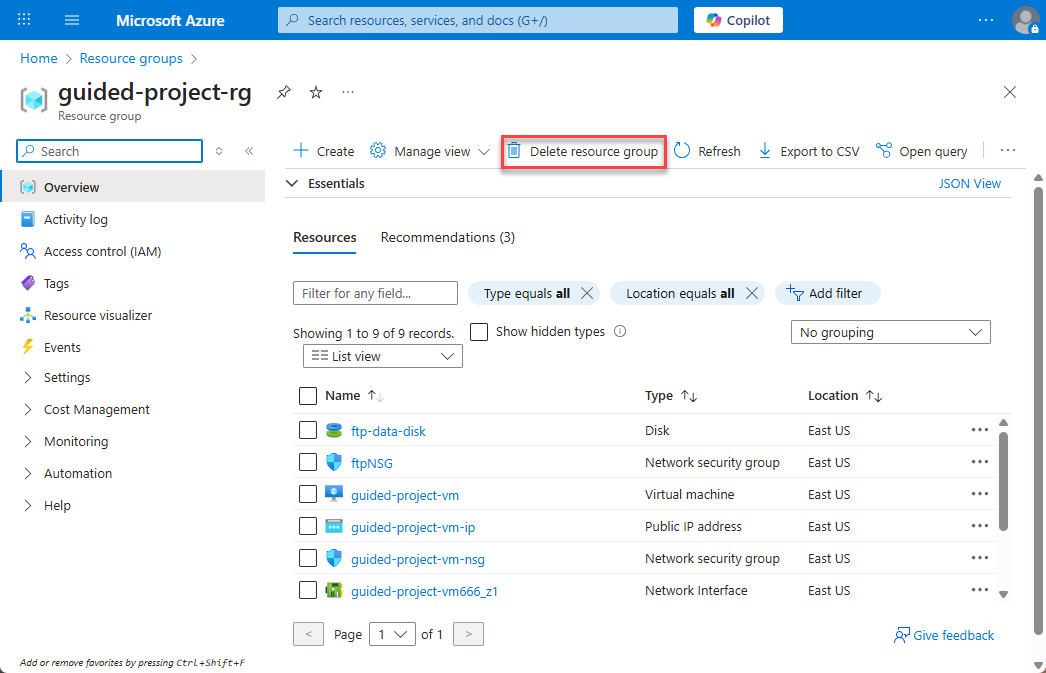 Microsoft Azure
Search resources, services, and docs (G+/)
Copilot
Home > Resource groups >
guided-project-rg
Resource group
Search
Create
Manage view
Delete resource group
Refresh
Export to CSV
Open query
Overview
Activity log
Access control (IAM)
Tags
Resource visualizer
Events
Settings
Cost Management
Monitoring
Automation
Help
Add or remove favorites by pressing Ctrl+Shift+F
Essentials
JSON View
Resources
Recommendations (3)
Filter for any field...
Type equals all
Location equals all
Add filter
Showing 1 to 9 of 9 records.
Show hidden types
No grouping
List view
Name Type Location
ftp-data-disk Disk East US
ftpNSG Network security group East US
guided-project-vm Virtual machine East US
guided-project-vm-ip Public IP address East US
guided-project-vm-nsg Network security group East US
guided-project-vm666_z1 Network Interface East US
< Page 1 of 1 >
Give feedback